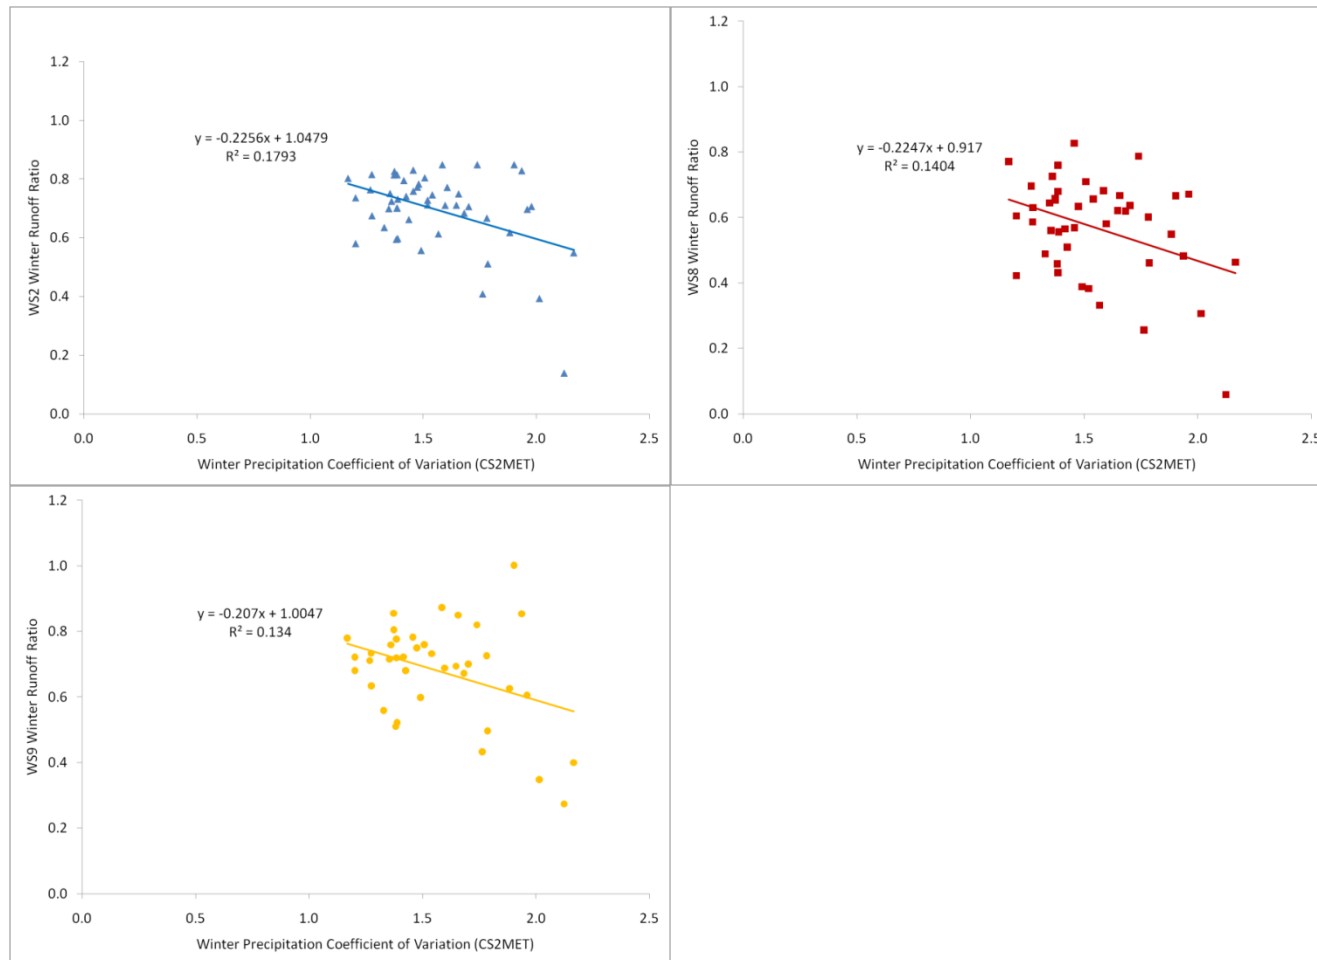 1.2
1.0
0.8
0.6
0.4
0.2
0.0
0.0 0.5 1.0 1.5 2.0 2.5
WS2 Winter Runoff Ratio
Winter Precipitation Coefficient of Variation (CS2MET)
y = -0.2256x + 1.0479
R² = 0.1793
1.2
1.0
0.8
0.6
0.4
0.2
0.0
0.0 0.5 1.0 1.5 2.0 2.5
WS8 Winter Runoff Ratio
Winter Precipitation Coefficient of Variation (CS2MET)
y = -0.2247x + 0.917
R² = 0.1404
1.2
1.0
0.8
0.6
0.4
0.2
0.0
0.0 0.5 1.0 1.5 2.0 2.5
WS9 Winter Runoff Ratio
Winter Precipitation Coefficient of Variation (CS2MET)
y = -0.207x + 1.0047
R² = 0.134